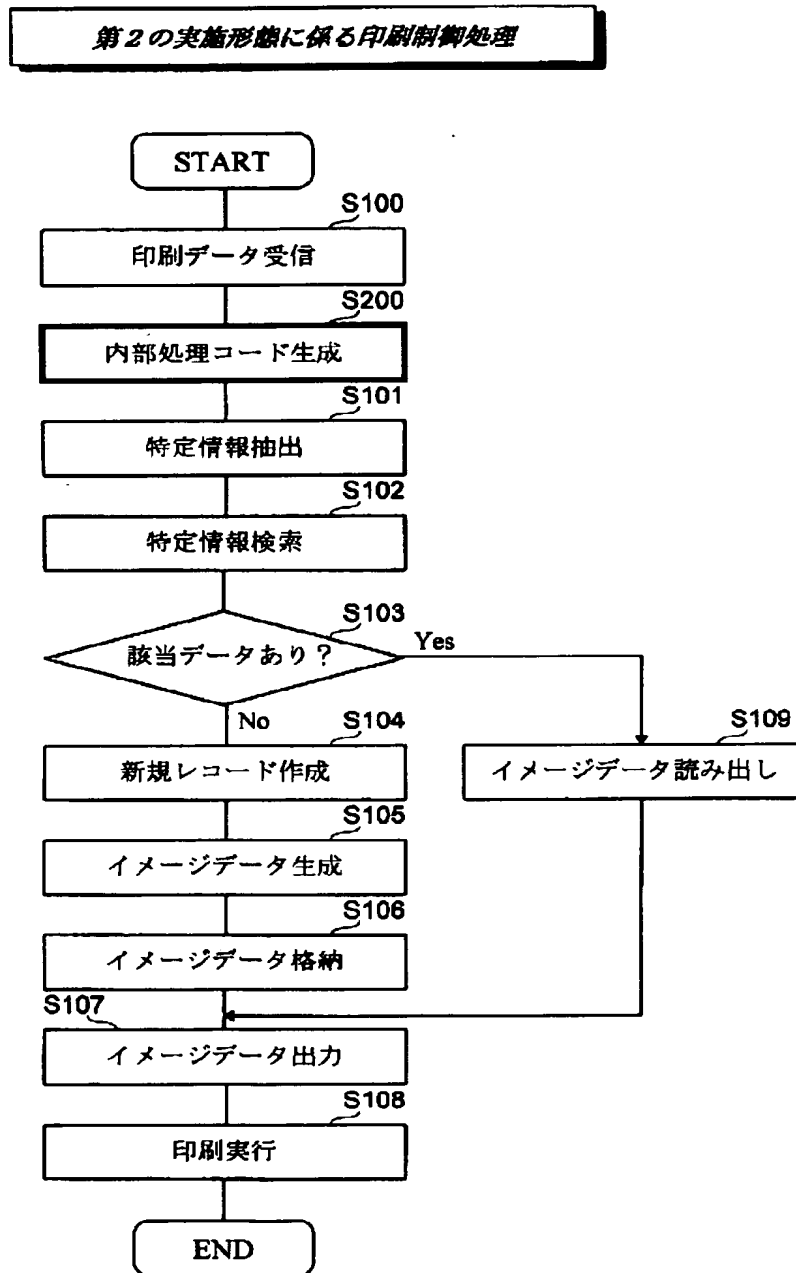 第2の実施形態に係る印刷制御処理
START
S100
印刷データ受信
S200
内部処理コード生成
S101
特定情報抽出
S102
特定情報検索
S103
該当データあり？
Yes
No
S104
新規レコード作成
S109
イメージデータ読み出し
S105
イメージデータ生成
S106
イメージデータ格納
S107
イメージデータ出力
S108
印刷実行
END